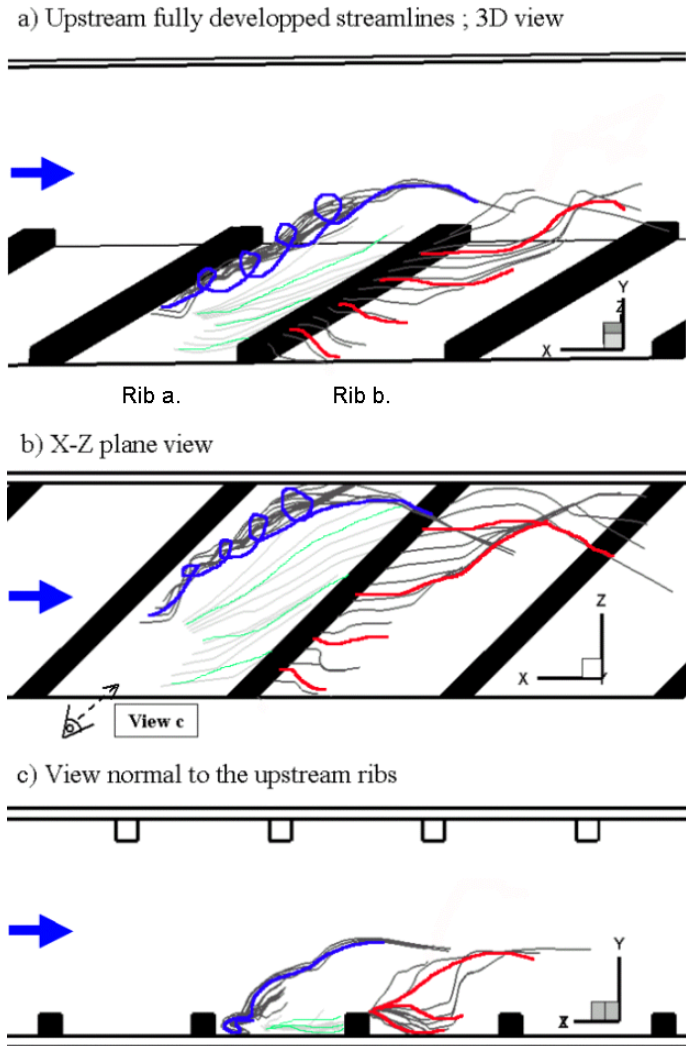 a) Upstream fully developped streamlines ; 3D view
Y
Z
X
Rib a.
Rib b.
b) X-Z plane view
Z
X
Y
View c
c) View normal to the upstream ribs
Y